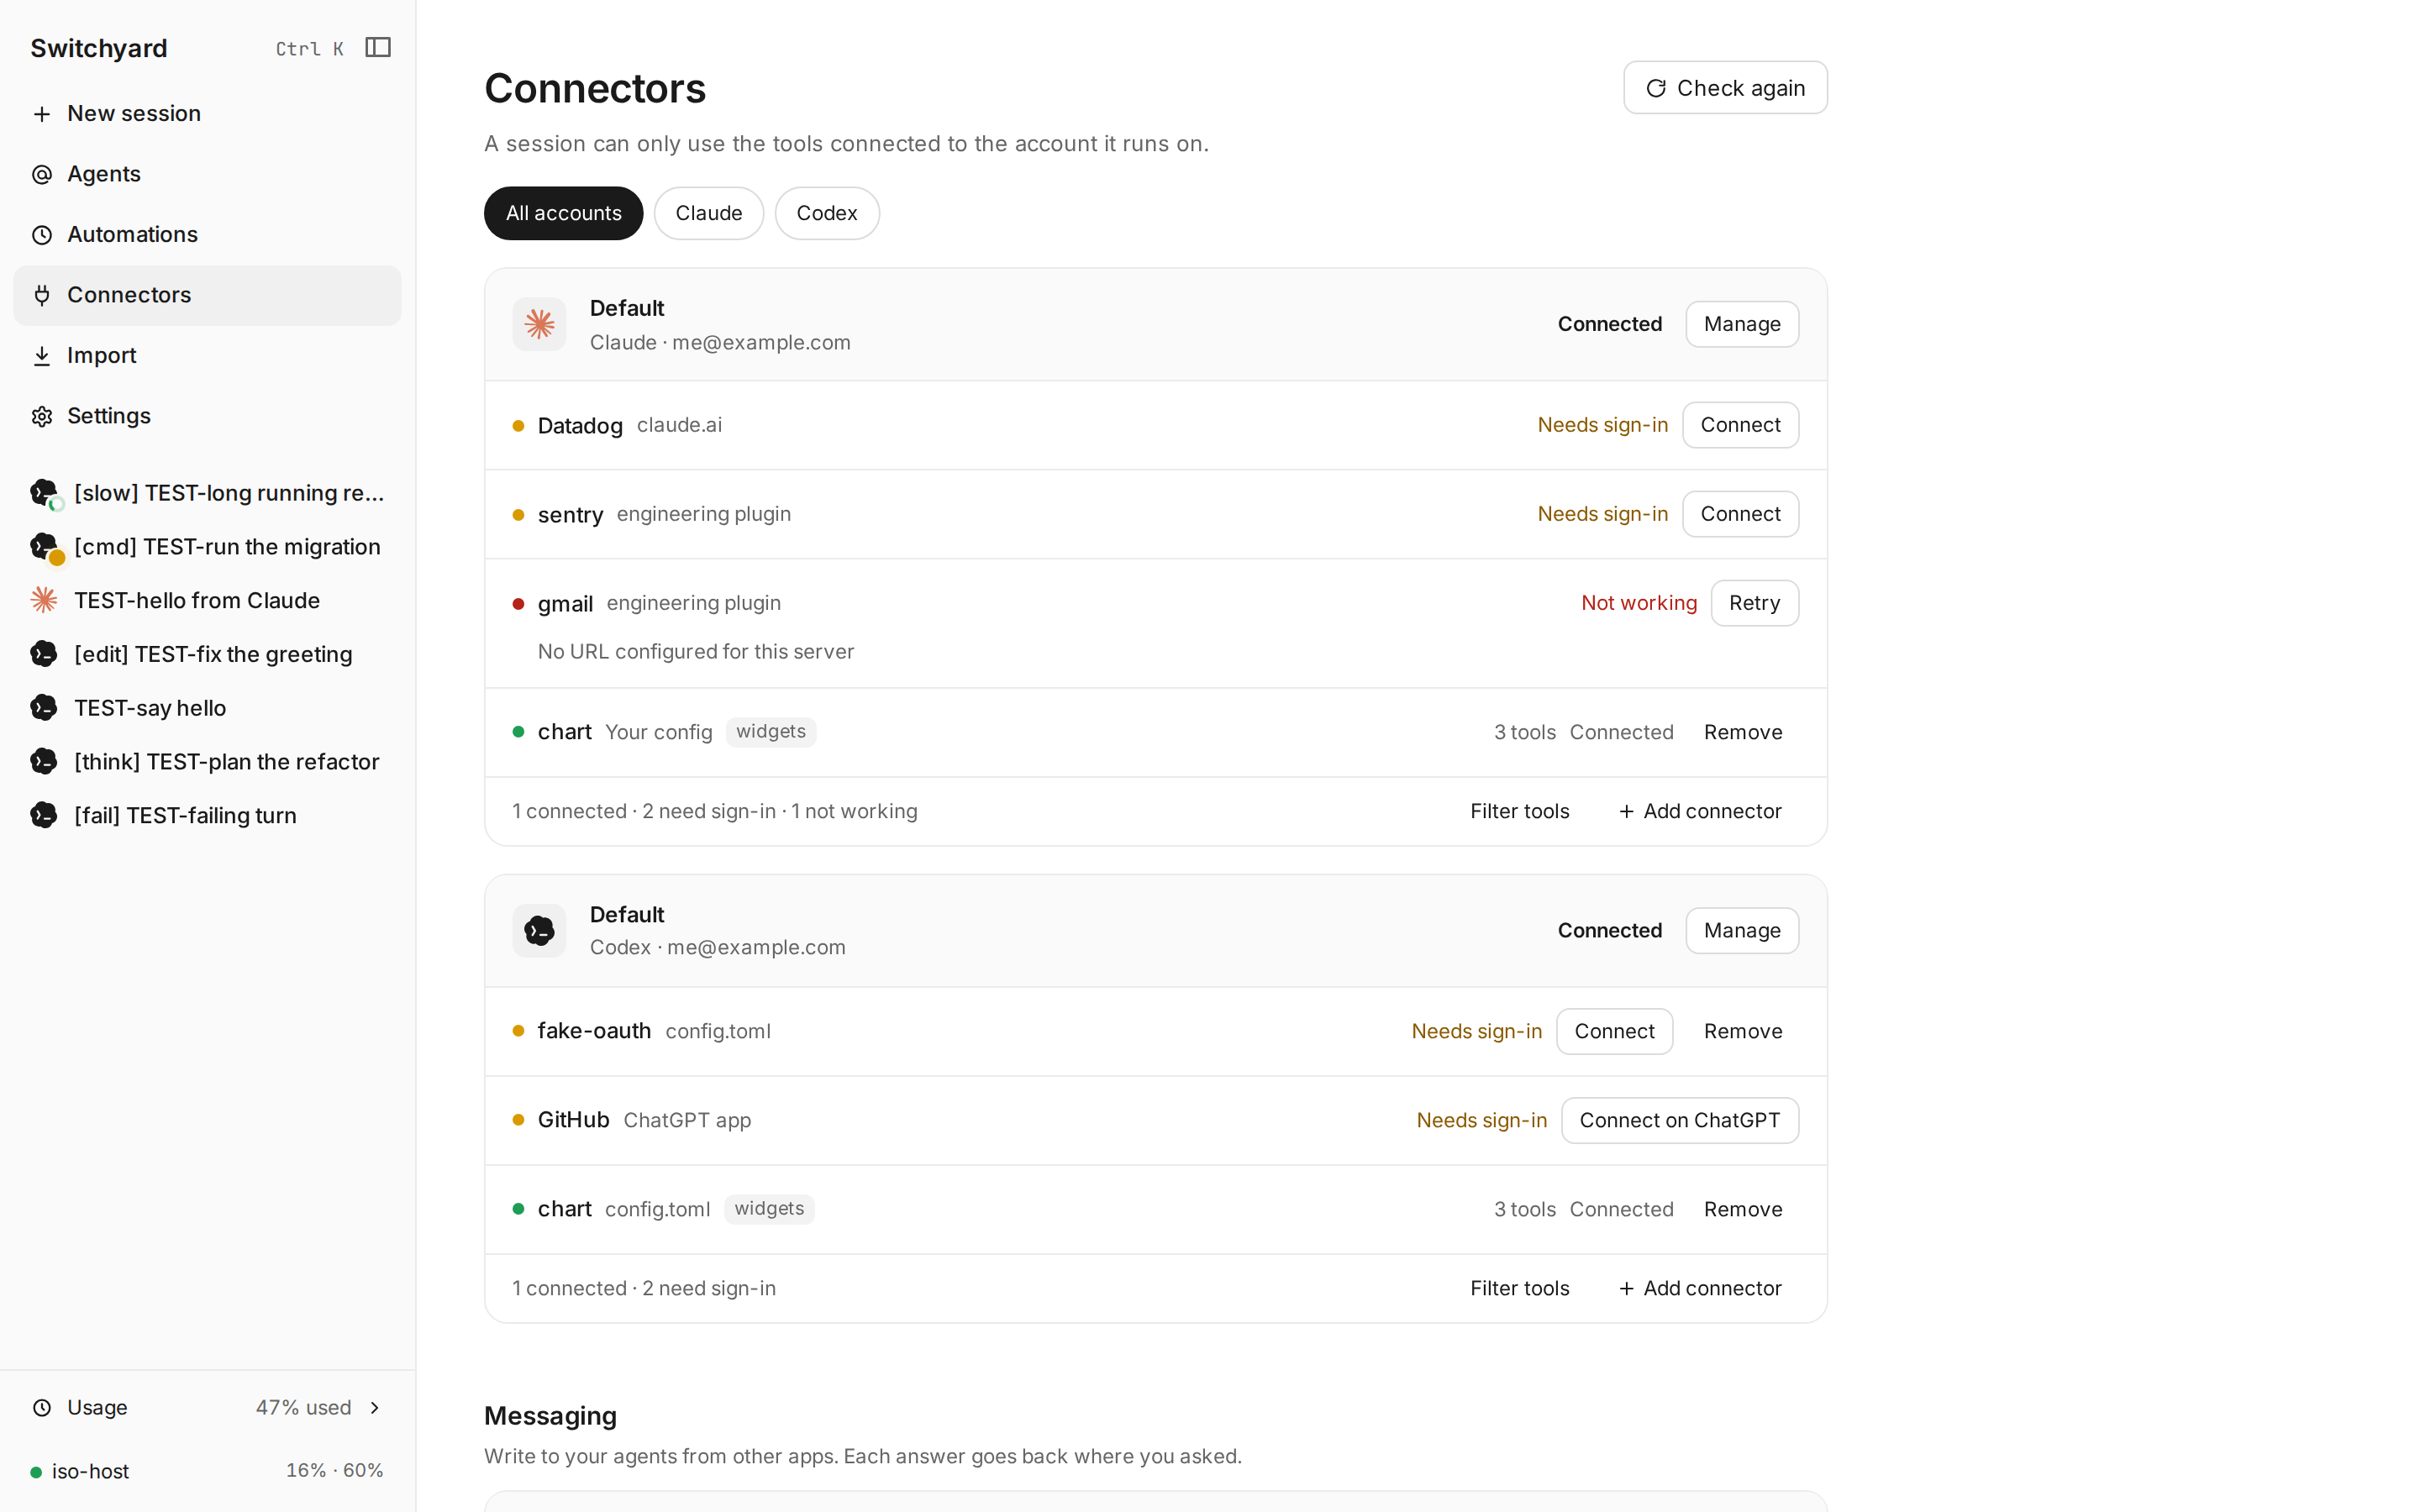 Switchyard Ctrl K
New session
Agents
Automations
Connectors
Import
Settings
[slow] TEST-long running re...
[cmd] TEST-run the migration
TEST-hello from Claude
[edit] TEST-fix the greeting
TEST-say hello
[think] TEST-plan the refactor
[fail] TEST-failing turn
Usage 47% used
iso-host 16% · 60%
Connectors Check again
A session can only use the tools connected to the account it runs on.
All accounts Claude Codex
Default
Claude · me@example.com
Connected Manage
Datadog claude.ai Needs sign-in Connect
sentry engineering plugin Needs sign-in Connect
gmail engineering plugin Not working Retry
No URL configured for this server
chart Your config widgets 3 tools Connected Remove
1 connected · 2 need sign-in · 1 not working Filter tools + Add connector
Default
Codex · me@example.com
Connected Manage
fake-oauth config.toml Needs sign-in Connect Remove
GitHub ChatGPT app Needs sign-in Connect on ChatGPT
chart config.toml widgets 3 tools Connected Remove
1 connected · 2 need sign-in Filter tools + Add connector
Messaging
Write to your agents from other apps. Each answer goes back where you asked.